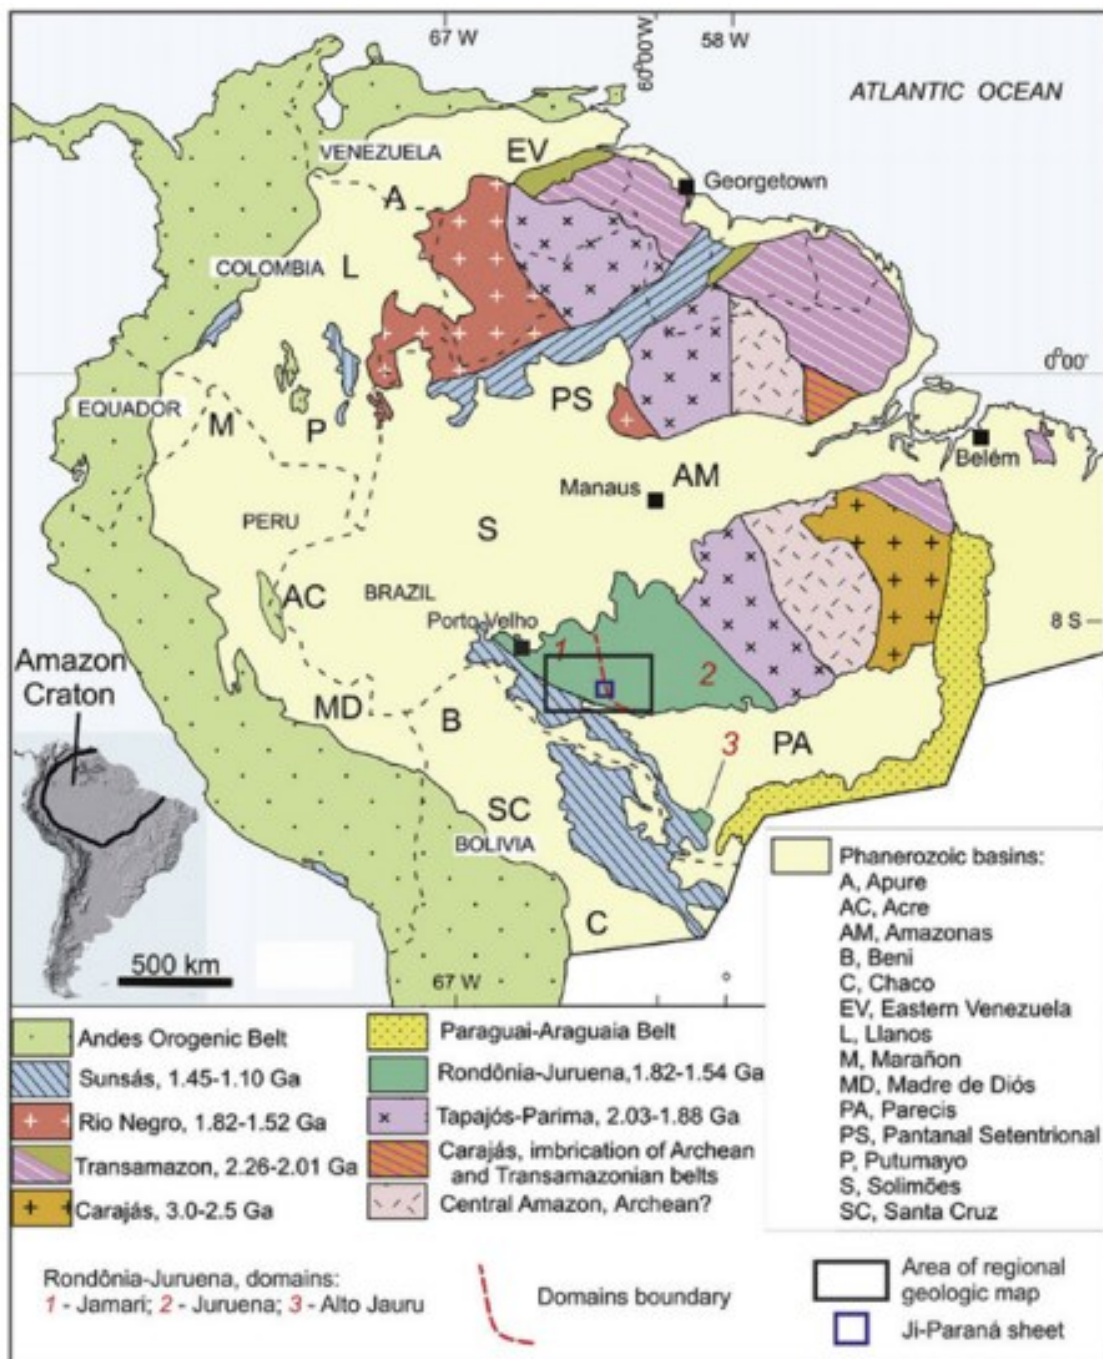 67 W
60°00'W
58 W
ATLANTIC OCEAN
VENEZUELA
EV
A
Georgetown
COLOMBIA
L
0°00'
EQUADOR
M
P
PS
Belém
Manaus
AM
PERU
S
AC
BRAZIL
Porto Velho
8 S
1
2
Amazon
Craton
MD
B
3
PA
SC
BOLIVIA
C
500 km
67 W
Phanerozoic basins:
A, Apure
AC, Acre
AM, Amazonas
B, Beni
C, Chaco
EV, Eastern Venezuela
L, Llanos
M, Marañon
MD, Madre de Diós
PA, Parecis
PS, Pantanal Setentrional
P, Putumayo
S, Solimões
SC, Santa Cruz
Andes Orogenic Belt
Sunsás, 1.45-1.10 Ga
Rio Negro, 1.82-1.52 Ga
Transamazon, 2.26-2.01 Ga
Carajás, 3.0-2.5 Ga
Paraguai-Araguaia Belt
Rondônia-Juruena,1.82-1.54 Ga
Tapajós-Parima, 2.03-1.88 Ga
Carajás, imbrication of Archean
and Transamazonian belts
Central Amazon, Archean?
Rondônia-Juruena, domains:
1 - Jamari; 2 - Juruena; 3 - Alto Jauru
Domains boundary
Area of regional
geologic map
Ji-Paraná sheet